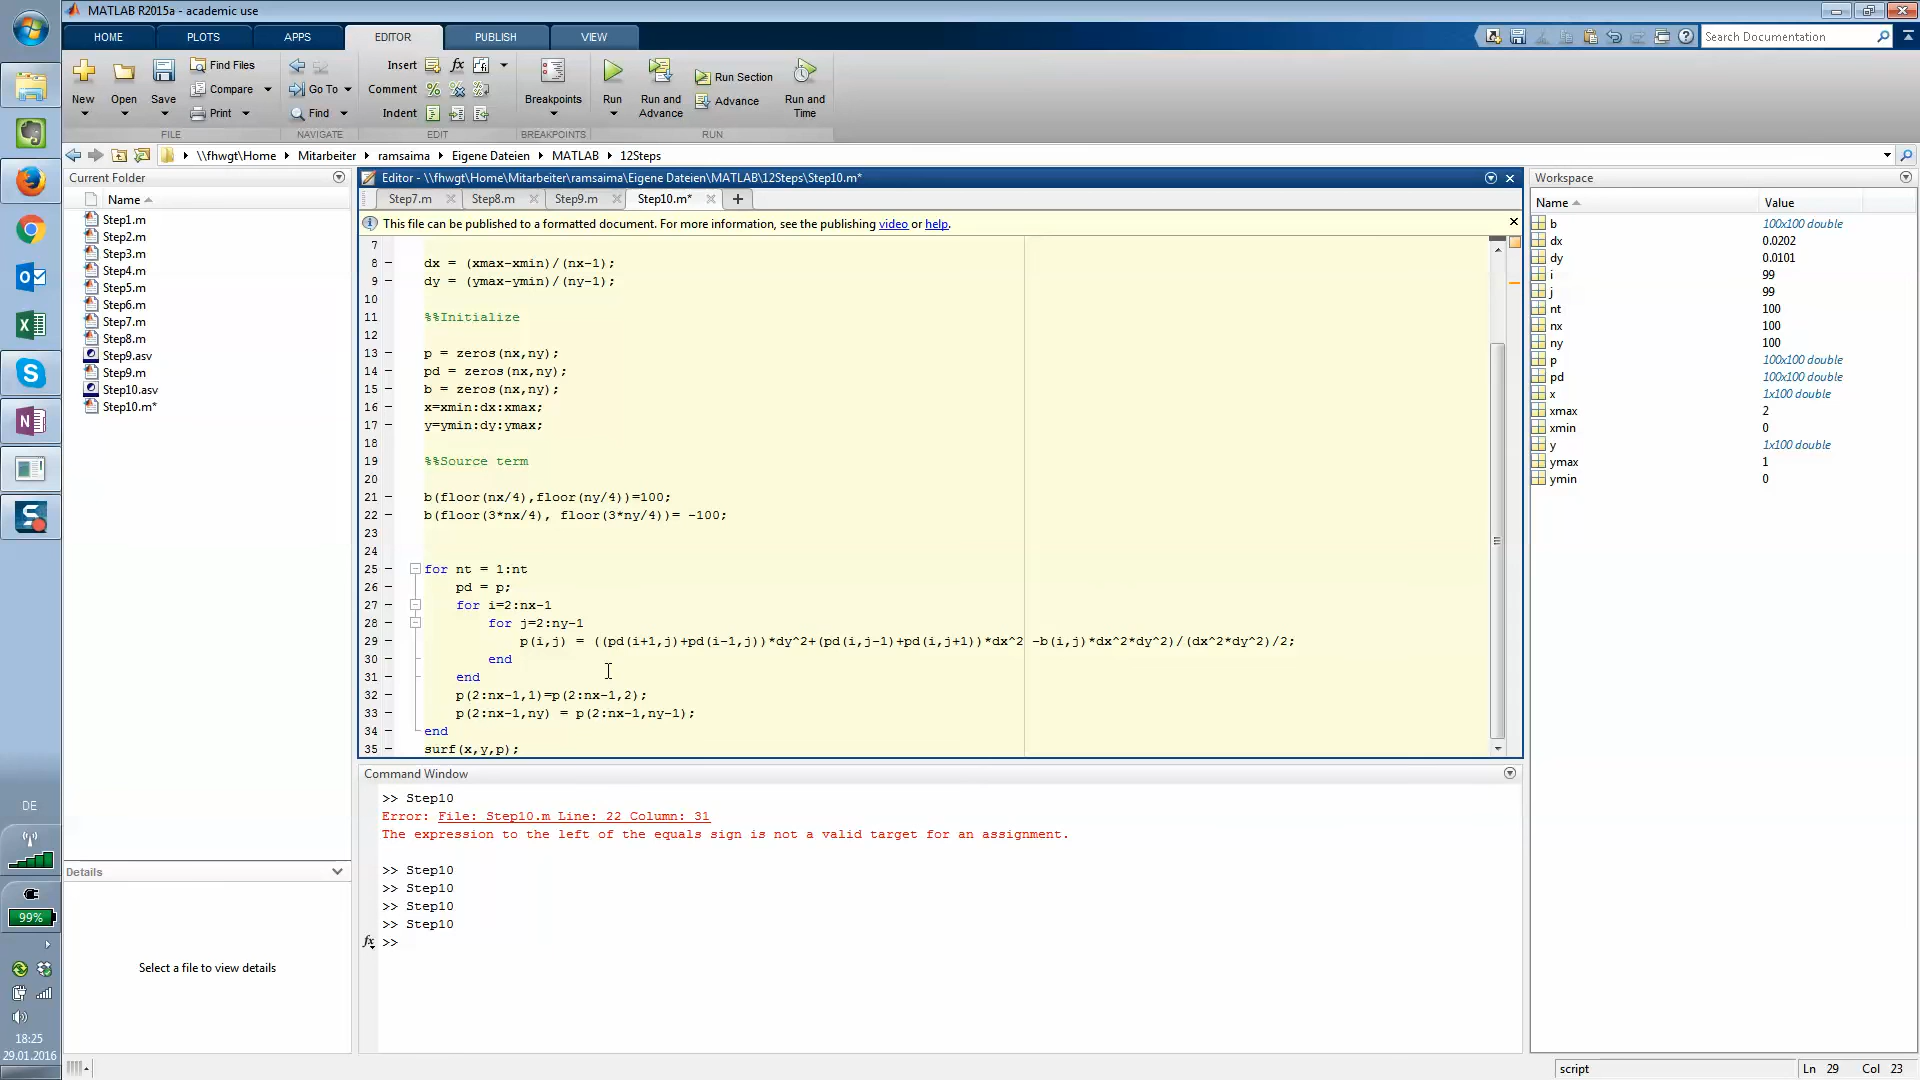 MATLAB R2015a - academic use
HOME PLOTS APPS EDITOR PUBLISH VIEW
Search Documentation
New Open Save
Find Files
Compare
Print
Go To
Find
Insert
Comment
Indent
Breakpoints
Run
Run and Advance
Run Section
Advance
Run and Time
FILE NAVIGATE EDIT BREAKPOINTS RUN
\\fhwgt\Home Mitarbeiter ramsaima Eigene Dateien MATLAB 12Steps
Current Folder
Name
Step1.m
Step2.m
Step3.m
Step4.m
Step5.m
Step6.m
Step7.m
Step8.m
Step9.asv
Step9.m
Step10.asv
Step10.m*
Details
Select a file to view details
Editor - \\fhwgt\Home\Mitarbeiter\ramsaima\Eigene Dateien\MATLAB\12Steps\Step10.m*
Step7.m Step8.m Step9.m Step10.m*
This file can be published to a formatted document. For more information, see the publishing video or help.
7
8 dx = (xmax-xmin)/(nx-1);
9 dy = (ymax-ymin)/(ny-1);
10
11 %%Initialize
12
13 p = zeros(nx,ny);
14 pd = zeros(nx,ny);
15 b = zeros(nx,ny);
16 x=xmin:dx:xmax;
17 y=ymin:dy:ymax;
18
19 %%Source term
20
21 b(floor(nx/4),floor(ny/4))=100;
22 b(floor(3*nx/4), floor(3*ny/4))= -100;
23
24
25 for nt = 1:nt
26 pd = p;
27 for i=2:nx-1
28 for j=2:ny-1
29 p(i,j) = ((pd(i+1,j)+pd(i-1,j))*dy^2+(pd(i,j-1)+pd(i,j+1))*dx^2 -b(i,j)*dx^2*dy^2)/(dx^2*dy^2)/2;
30 end
31 end
32 p(2:nx-1,1)=p(2:nx-1,2);
33 p(2:nx-1,ny) = p(2:nx-1,ny-1);
34 end
35 surf(x,y,p);
Command Window
>> Step10
Error: File: Step10.m Line: 22 Column: 31
The expression to the left of the equals sign is not a valid target for an assignment.
>> Step10
>> Step10
>> Step10
>> Step10
fx >>
Workspace
Name Value
b 100x100 double
dx 0.0202
dy 0.0101
i 99
j 99
nt 100
nx 100
ny 100
p 100x100 double
pd 100x100 double
x 1x100 double
xmax 2
xmin 0
y 1x100 double
ymax 1
ymin 0
DE
99%
18:25
29.01.2016
script
Ln 29 Col 23